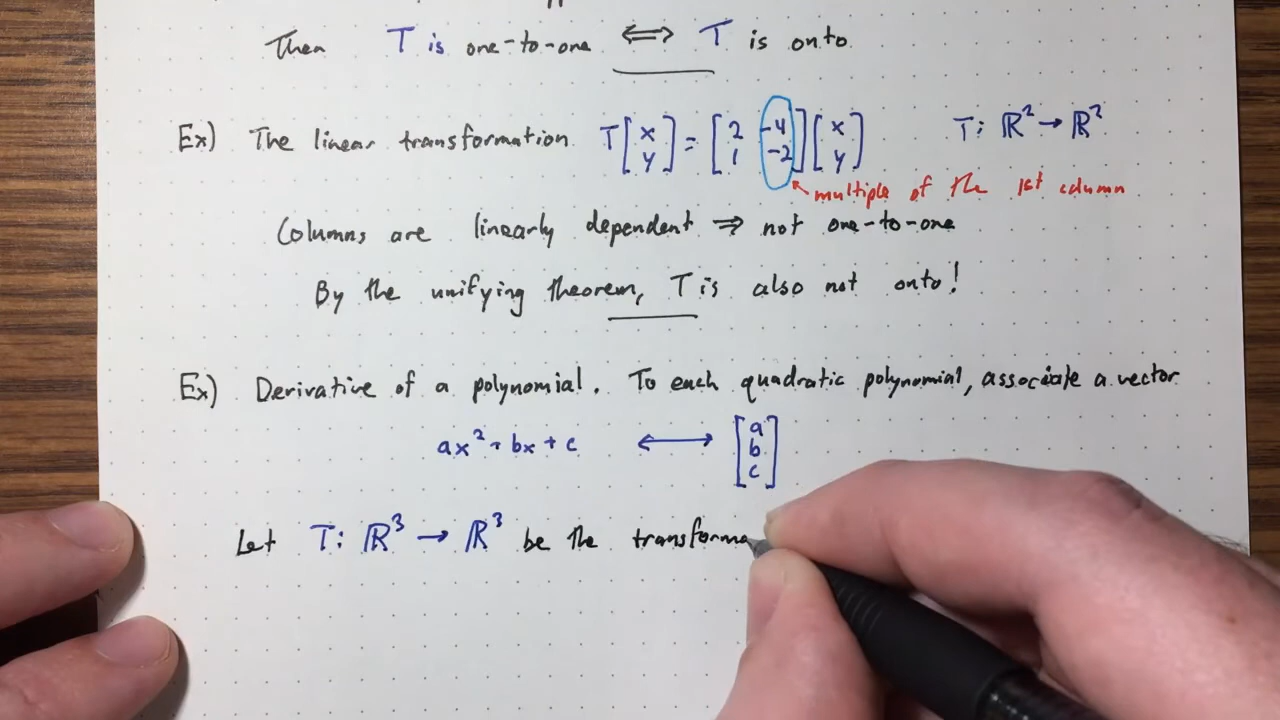 Then T is one-to-one ⟺ T is onto
Ex) The linear transformation T[x y] = [2 -4 1 -2][x y] T: ℝ² → ℝ²
multiple of the 1st column
Columns are linearly dependent ⇒ not one-to-one
By the unifying theorem, T is also not onto!
Ex) Derivative of a polynomial. To each quadratic polynomial, associate a vector
ax² + bx + c ⟷ [a b c]
Let T: ℝ³ → ℝ³ be the transforma